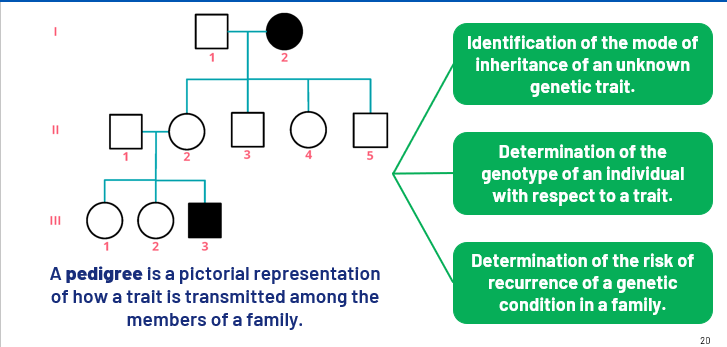 I
1
2
II
1
2
3
4
5
III
1
2
3
A pedigree is a pictorial representation
of how a trait is transmitted among the
members of a family.
Identification of the mode of
inheritance of an unknown
genetic trait.
Determination of the
genotype of an individual
with respect to a trait.
Determination of the risk of
recurrence of a genetic
condition in a family.
20